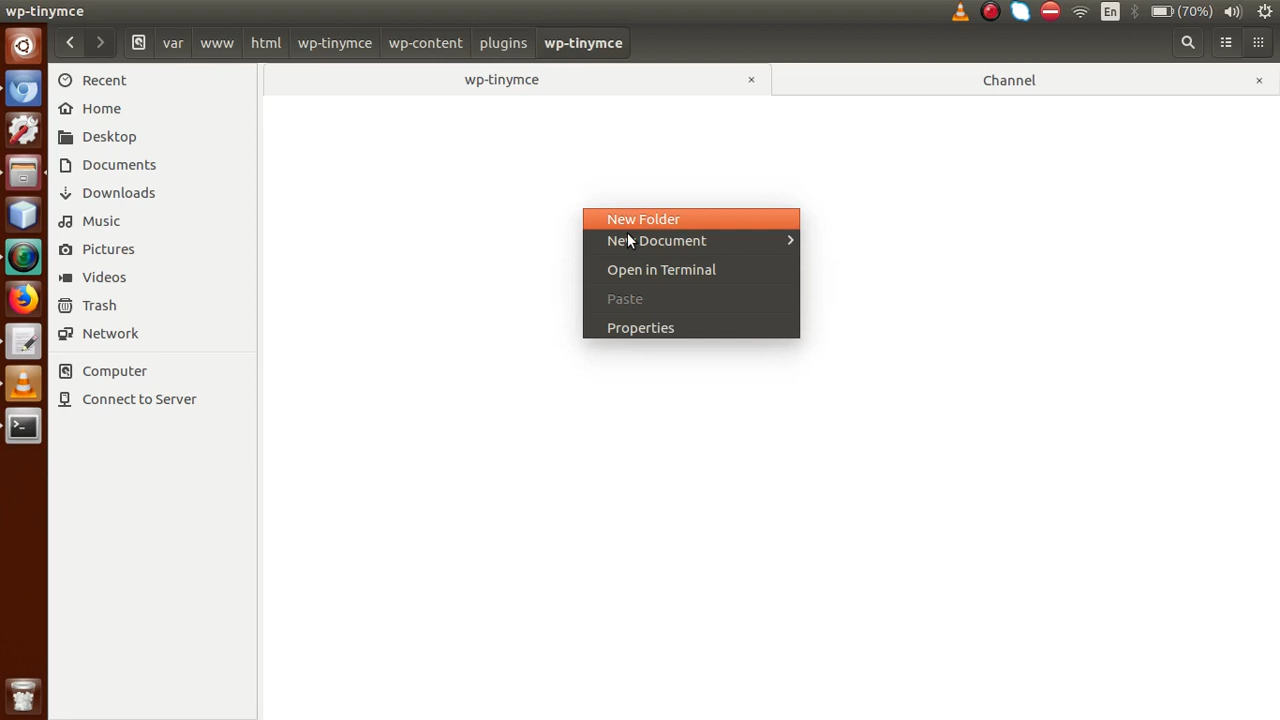 wp-tinymce
En
(70%)
var
www
html
wp-tinymce
wp-content
plugins
wp-tinymce
Recent
Home
Desktop
Documents
Downloads
Music
Pictures
Videos
Trash
Network
Computer
Connect to Server
wp-tinymce
×
Channel
×
New Folder
New Document
Open in Terminal
Paste
Properties